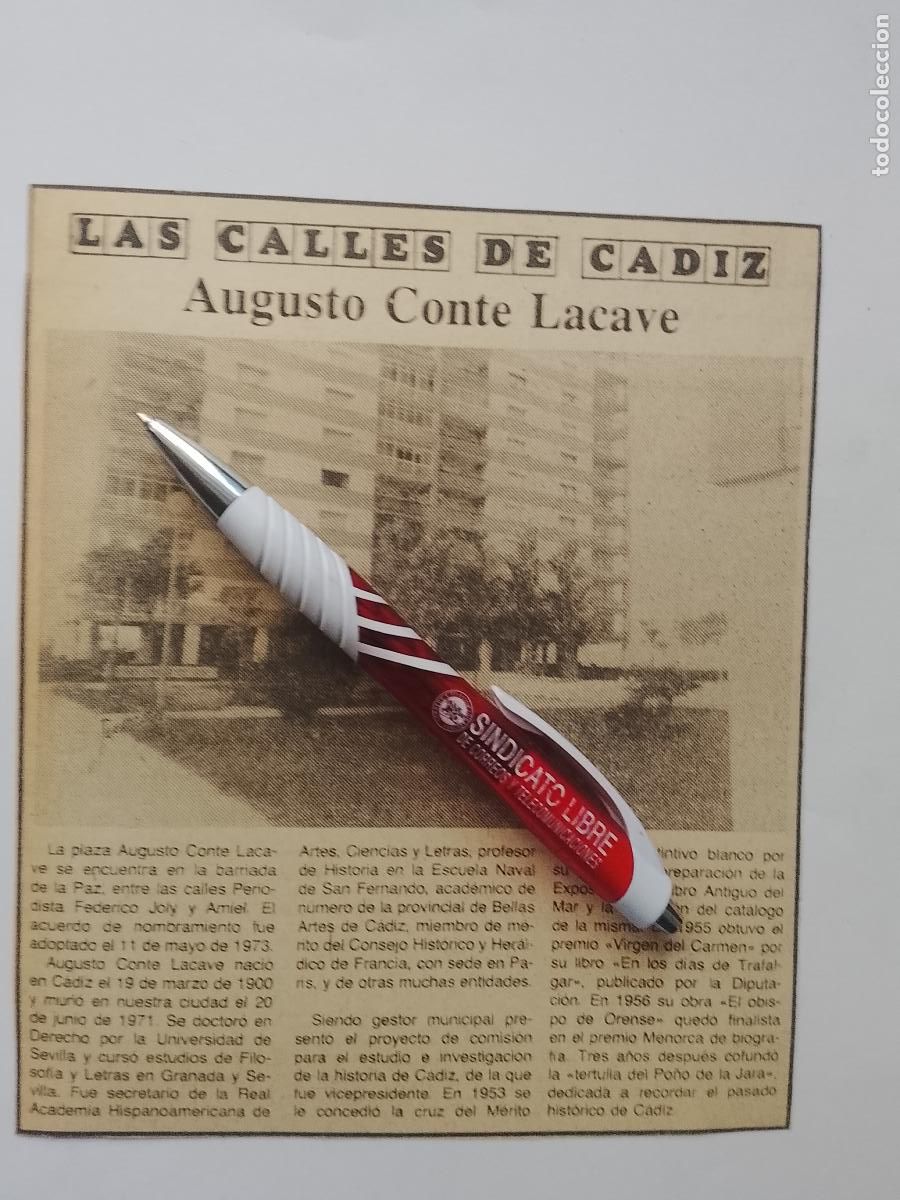 todocoleccion
LAS CALLES DE CADIZ
Augusto Conte Lacave
SINDICATO LIBRE
DE CORREOS Y TELECOMUNICACIONES
La plaza Augusto Conte Laca-
ve se encuentra en la barriada
de la Paz, entre las calles Perio-
dista Federico Joly y Amiel. El
acuerdo de nombramiento fue
adoptado el 11 de mayo de 1973.
Augusto Conte Lacave nació
en Cádiz el 19 de marzo de 1900
y murió en nuestra ciudad el 20
de junio de 1971. Se doctoró en
Derecho por la Universidad de
Sevilla y cursó estudios de Filo-
sofía y Letras en Granada y Se-
villa. Fue secretario de la Real
Academia Hispanoamericana de
Artes, Ciencias y Letras, profesor
de Historia en la Escuela Naval
de San Fernando, académico de
número de la provincial de Bellas
Artes de Cádiz, miembro de mé-
rito del Consejo Histórico y Herál-
dico de Francia, con sede en Pa-
rís, y de otras muchas entidades.
Siendo gestor municipal pre-
sentó el proyecto de comisión
para el estudio e investigación
de la historia de Cádiz, de la que
fue vicepresidente. En 1953 se
le concedió la cruz del Mérito
tintivo blanco por
su reparación de la
Expos ibro Antiguo del
Mar y la n del catálogo
de la misma. 1955 obtuvo el
premio «Virgen del Carmen» por
su libro «En los días de Trafal-
gar», publicado por la Diputa-
ción. En 1956 su obra «El obis-
po de Orense» quedó finalista
en el premio Menorca de biogra-
fía. Tres años después cofundó
la «tertulia del Poño de la Jara»,
dedicada a recordar el pasado
histórico de Cádiz